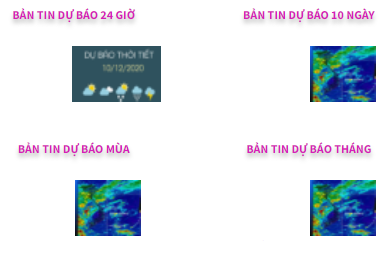 BẢN TIN DỰ BÁO 24 GIỜ
BẢN TIN DỰ BÁO 10 NGÀY
DỰ BÁO THỜI TIẾT
10/12/2020
BẢN TIN DỰ BÁO MÙA
BẢN TIN DỰ BÁO THÁNG